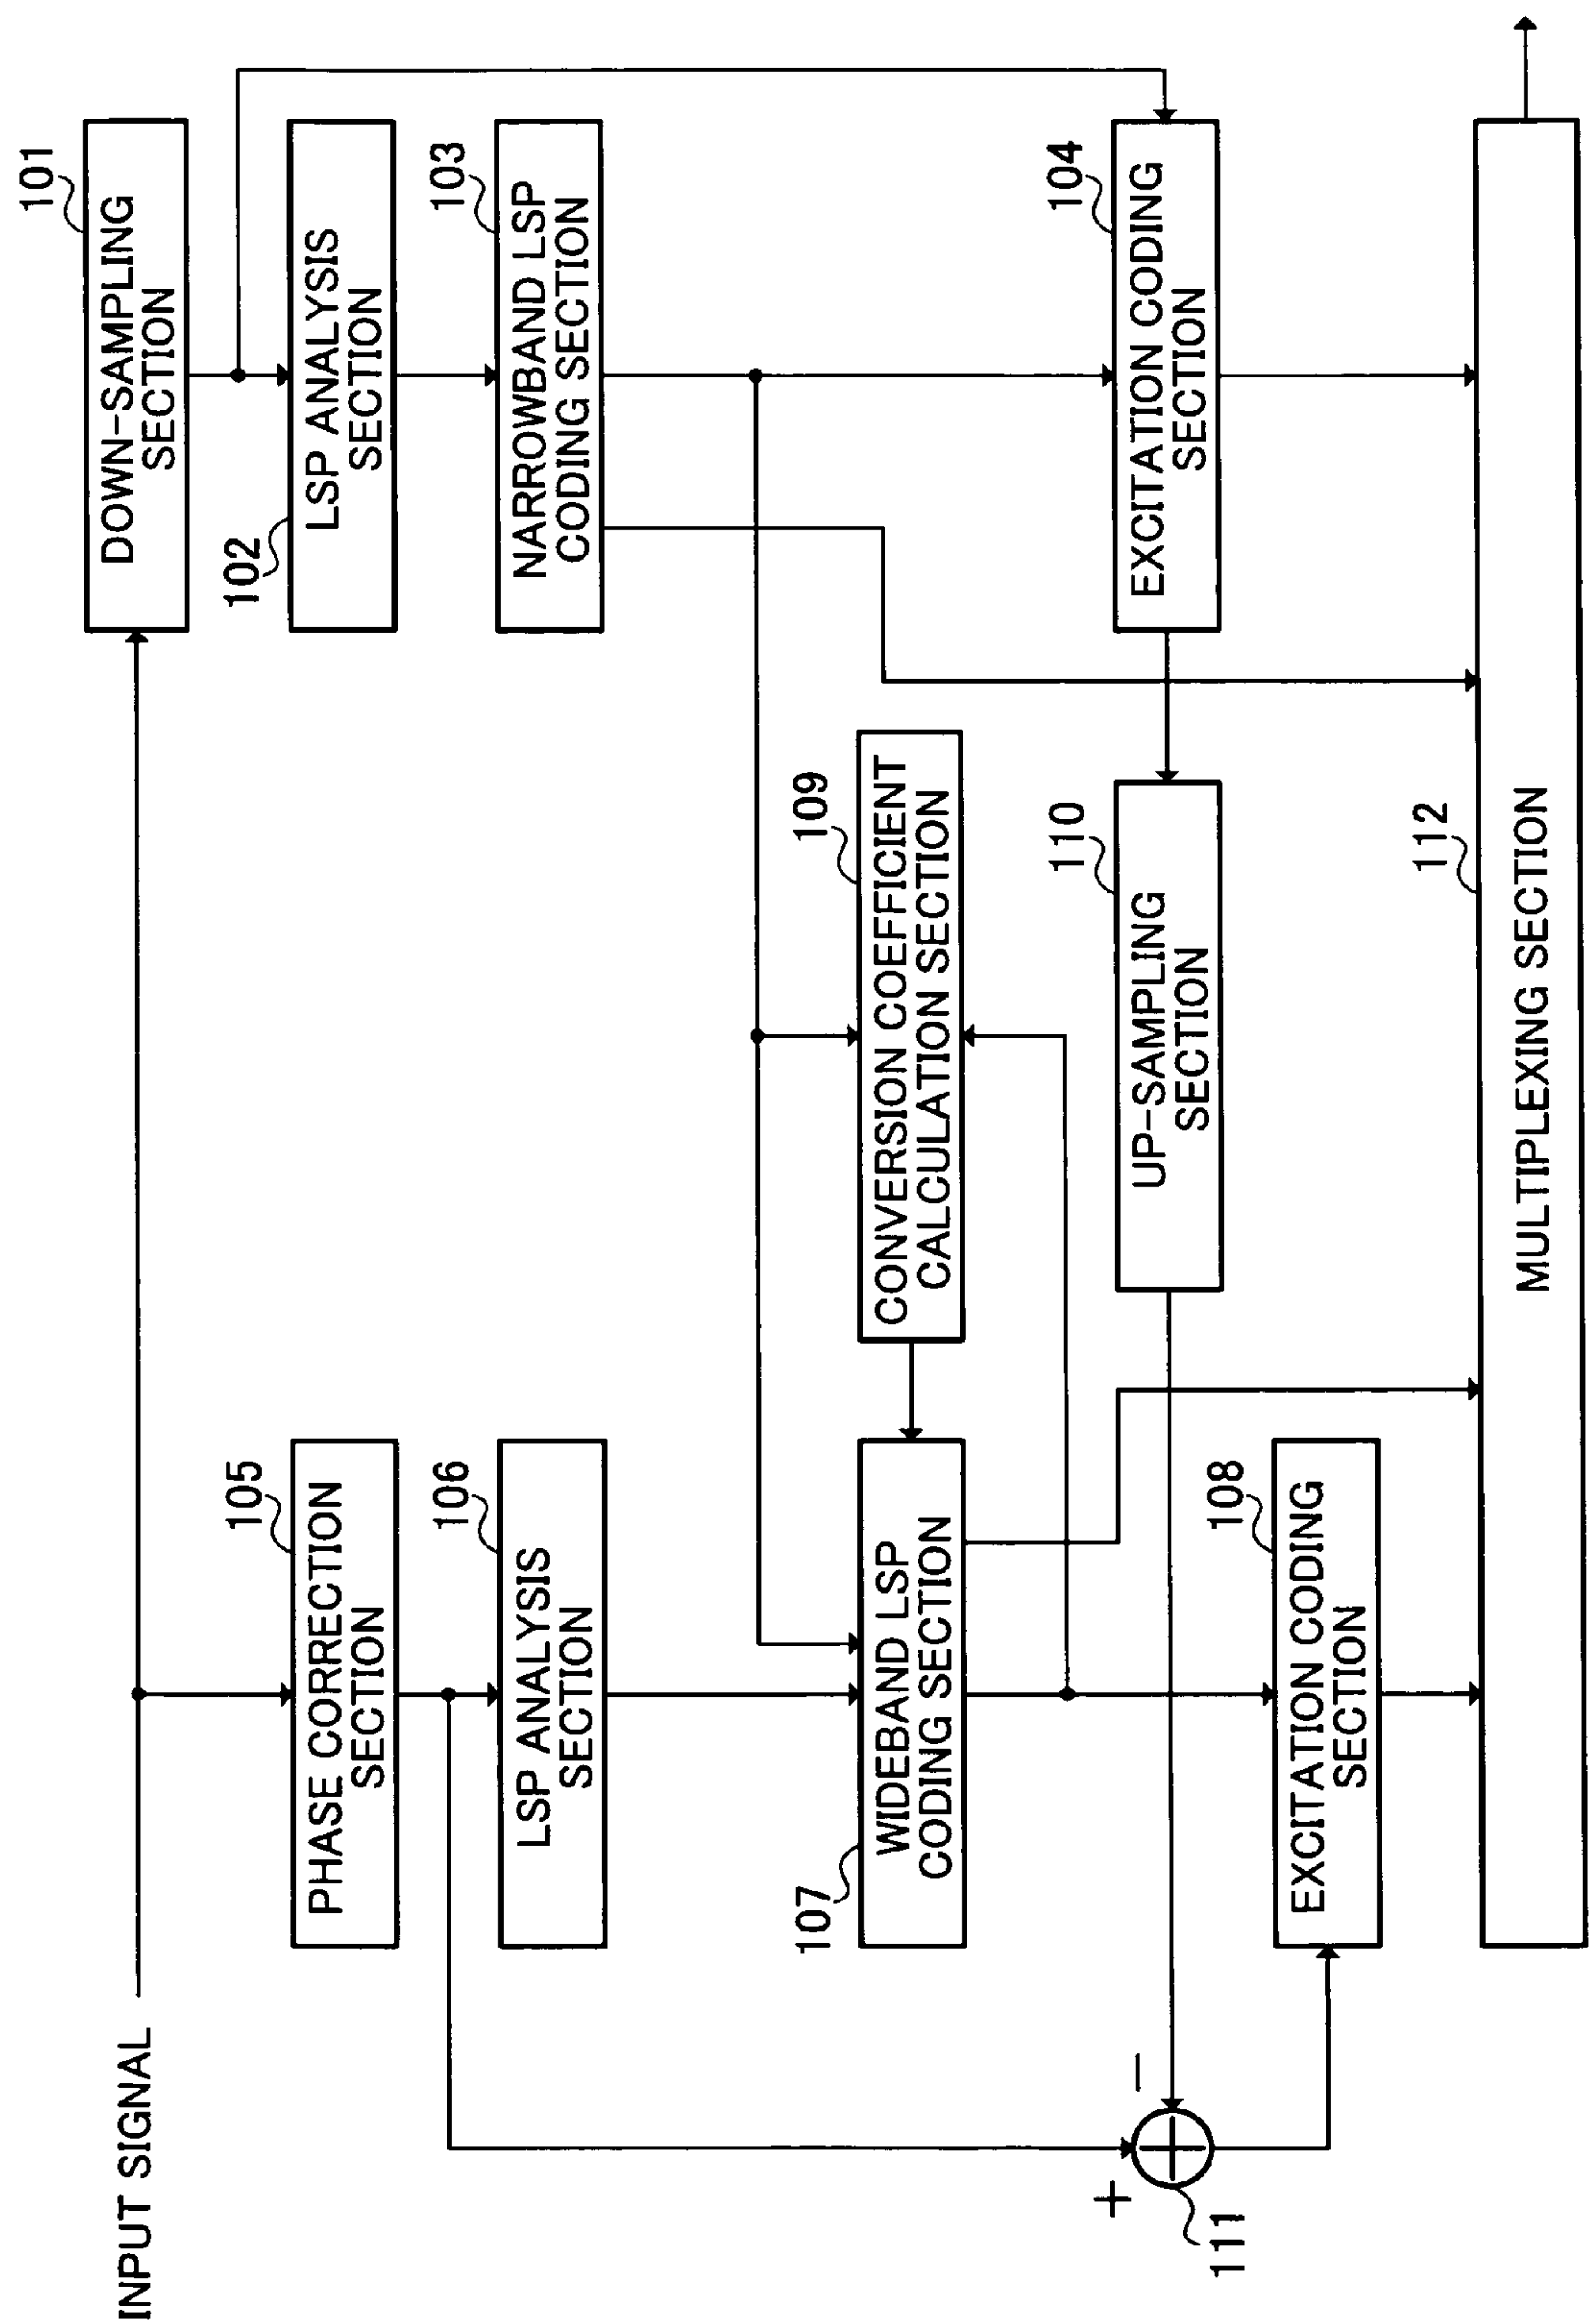 INPUT SIGNAL
101
DOWN-SAMPLING
SECTION
102
LSP ANALYSIS
SECTION
103
NARROWBAND LSP
CODING SECTION
104
EXCITATION CODING
SECTION
105
PHASE CORRECTION
SECTION
106
LSP ANALYSIS
SECTION
107
WIDEBAND LSP
CODING SECTION
108
EXCITATION CODING
SECTION
109
CONVERSION COEFFICIENT
CALCULATION SECTION
110
UP-SAMPLING
SECTION
+
−
111
112
MULTIPLEXING SECTION